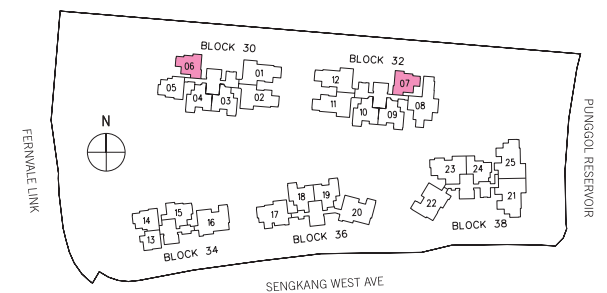 BLOCK 30
06
01
05
04
03
02
BLOCK 32
12
07
11
10
09
08
N
FERNVALE LINK
PUNGGOL RESERVOIR
14
15
16
13
BLOCK 34
18
19
17
20
BLOCK 36
23
24
25
22
21
BLOCK 38
SENGKANG WEST AVE